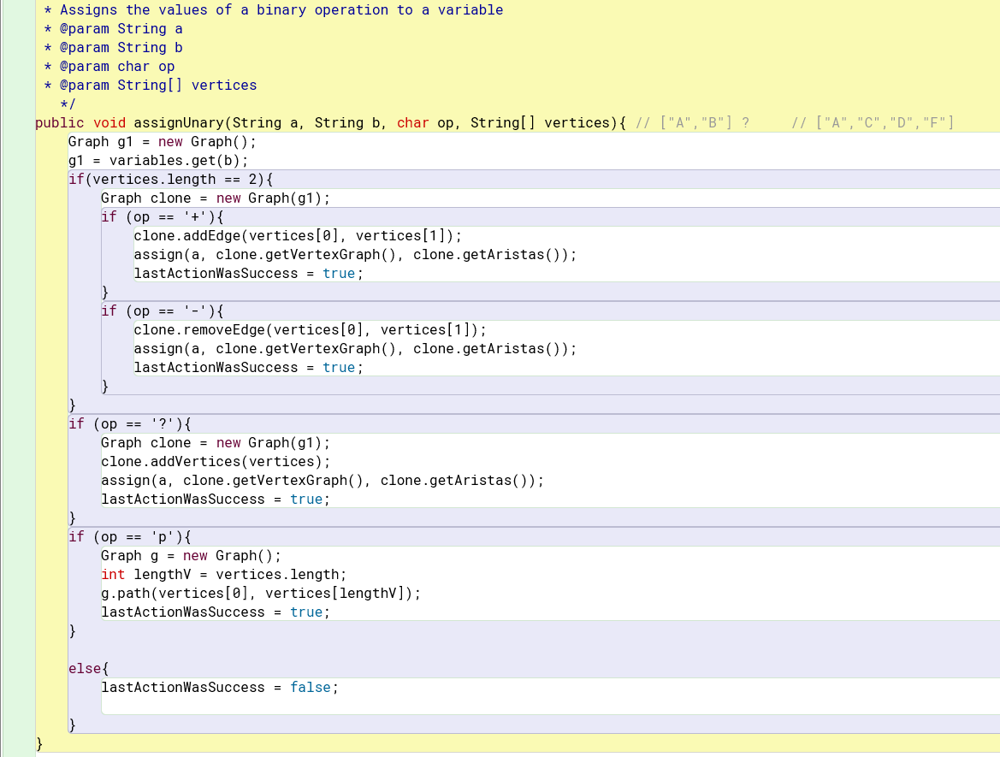 * Assigns the values of a binary operation to a variable
* @param String a
* @param String b
* @param char op
* @param String[] vertices
*/
public void assignUnary(String a, String b, char op, String[] vertices){ // ["A","B"] ?     // ["A","C","D","F"]
    Graph g1 = new Graph();
    g1 = variables.get(b);
    if(vertices.length == 2){
        Graph clone = new Graph(g1);
        if (op == '+'){
            clone.addEdge(vertices[0], vertices[1]);
            assign(a, clone.getVertexGraph(), clone.getAristas());
            lastActionWasSuccess = true;
        }
        if (op == '-'){
            clone.removeEdge(vertices[0], vertices[1]);
            assign(a, clone.getVertexGraph(), clone.getAristas());
            lastActionWasSuccess = true;
        }
    }
    if (op == '?'){
        Graph clone = new Graph(g1);
        clone.addVertices(vertices);
        assign(a, clone.getVertexGraph(), clone.getAristas());
        lastActionWasSuccess = true;
    }
    if (op == 'p'){
        Graph g = new Graph();
        int lengthV = vertices.length;
        g.path(vertices[0], vertices[lengthV]);
        lastActionWasSuccess = true;
    }
    else{
        lastActionWasSuccess = false;
    }
}